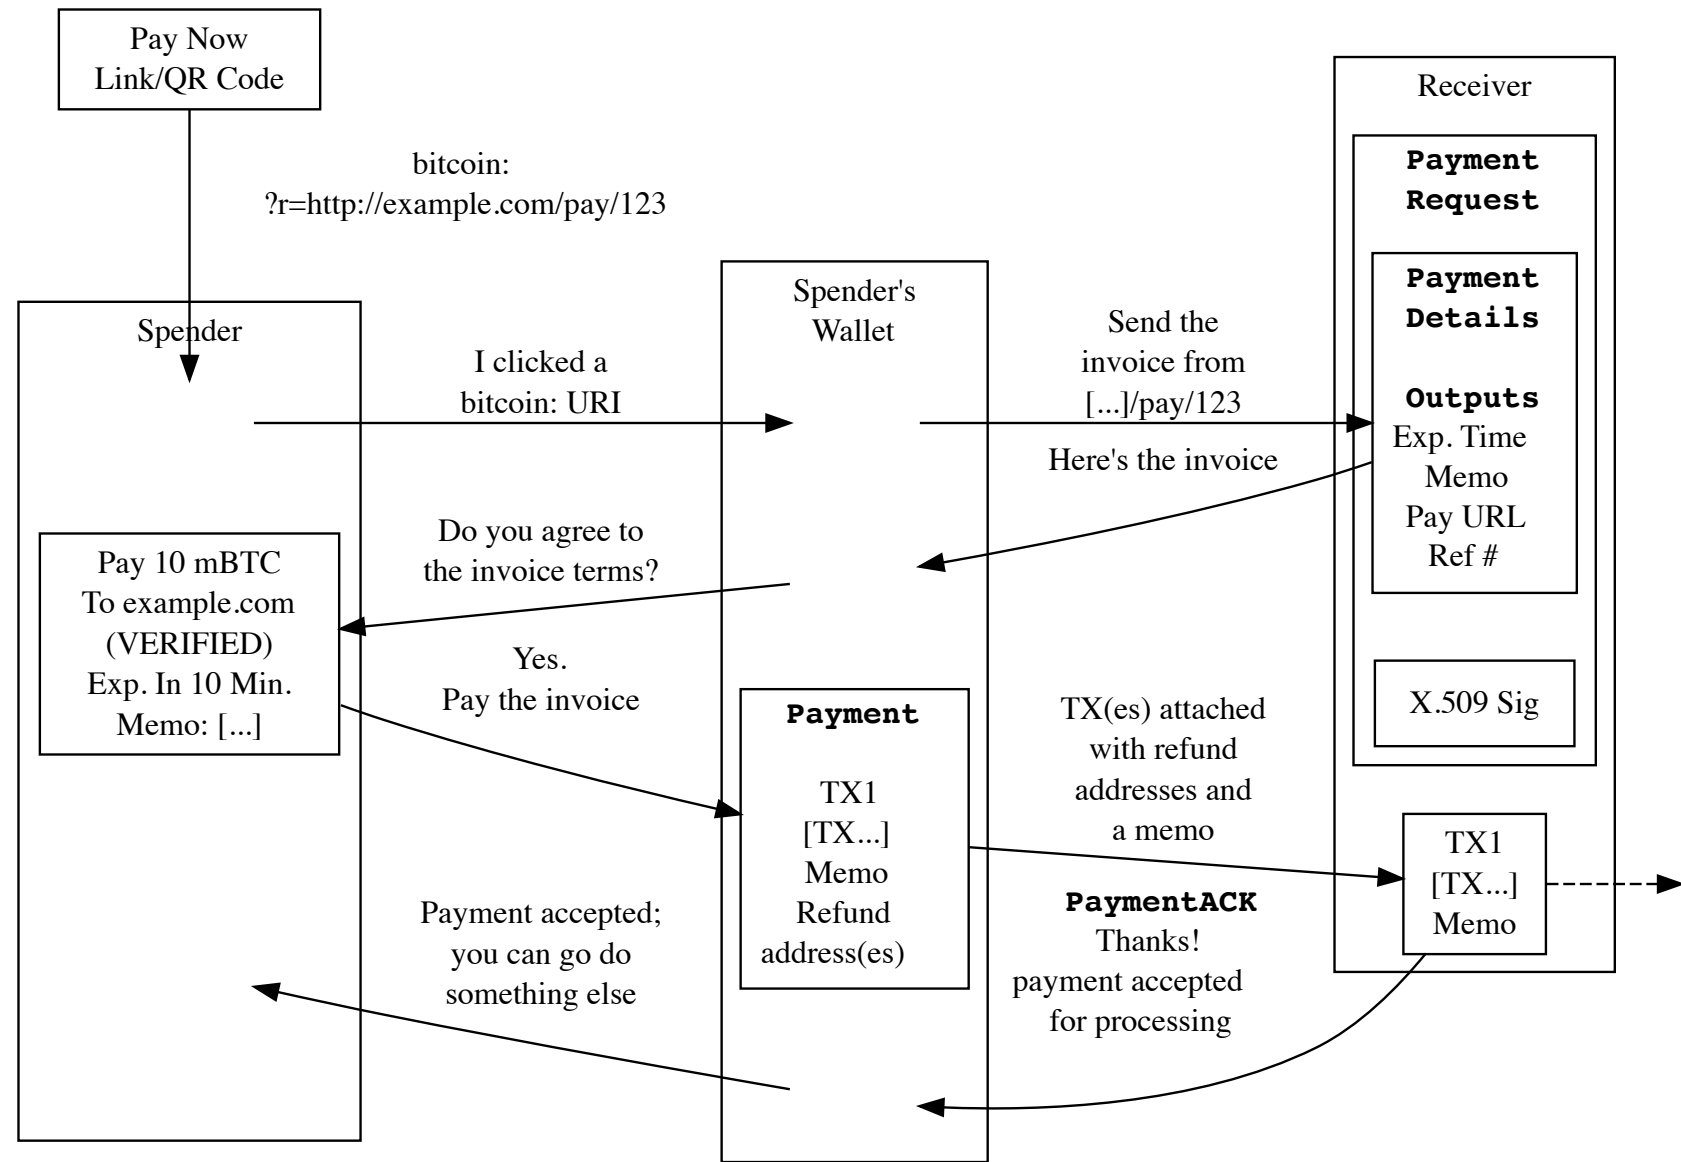 Pay Now
Link/QR Code
bitcoin:
?r=http://example.com/pay/123
Spender
I clicked a
bitcoin: URI
Spender's
Wallet
Send the
invoice from
[...]/pay/123
Receiver
Payment
Request
Payment
Details
Outputs
Exp. Time
Memo
Pay URL
Ref #
X.509 Sig
Here's the invoice
Do you agree to
the invoice terms?
Pay 10 mBTC
To example.com
(VERIFIED)
Exp. In 10 Min.
Memo: [...]
Yes.
Pay the invoice
Payment
TX1
[TX...]
Memo
Refund
address(es)
TX(es) attached
with refund
addresses and
a memo
TX1
[TX...]
Memo
PaymentACK
Thanks!
payment accepted
for processing
Payment accepted;
you can go do
something else